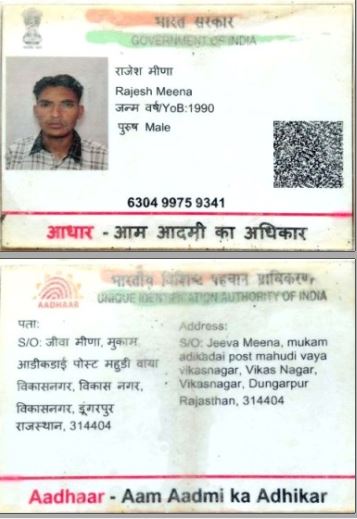 भारत सरकार
GOVERNMENT OF INDIA
राजेश मीणा
Rajesh Meena
जन्म वर्ष/YoB:1990
पुरुष Male
6304 9975 9341
आधार - आम आदमी का अधिकार
भारतीय विशिष्ट पहचान प्राधिकरण
UNIQUE IDENTIFICATION AUTHORITY OF INDIA
AADHAAR
पता:
S/O: जीवा मीणा, मुकाम
आडीकडाई पोस्ट महुडी वाया
विकासनगर, विकास नगर,
विकासनगर, डूंगरपुर
राजस्थान, 314404
Address:
S/O: Jeeva Meena, mukam
adikadai post mahudi vaya
vikasnagar, Vikas Nagar,
Vikasnagar, Dungarpur
Rajasthan, 314404
Aadhaar - Aam Aadmi ka Adhikar